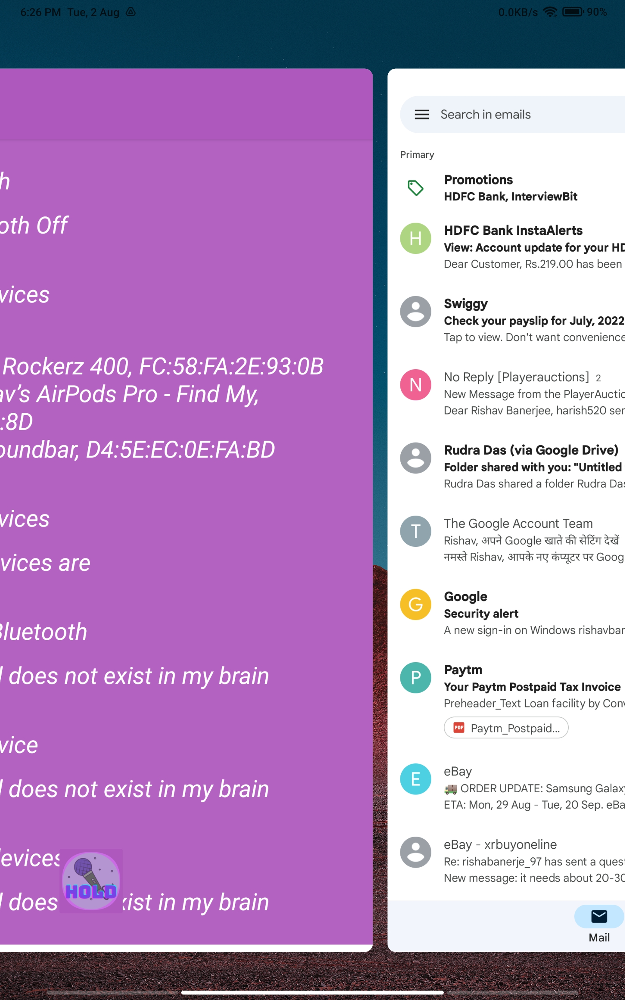 6:26 PM Tue, 2 Aug
0.0KB/s 90%
h
oth Off
vices
Rockerz 400, FC:58:FA:2E:93:0B
av's AirPods Pro - Find My,
:8D
oundbar, D4:5E:EC:0E:FA:BD
vices
vices are
Bluetooth
does not exist in my brain
vice
does not exist in my brain
devices
HOLD
does xist in my brain
Search in emails
Primary
Promotions
HDFC Bank, InterviewBit
H
HDFC Bank InstaAlerts
View: Account update for your HD
Dear Customer, Rs.219.00 has been
Swiggy
Check your payslip for July, 2022
Tap to view. Don't want convenience
N
No Reply [Playerauctions] 2
New Message from the PlayerAuctio
Dear Rishav Banerjee, harish520 ser
Rudra Das (via Google Drive)
Folder shared with you: "Untitled
Rudra Das shared a folder Rudra Das
T
The Google Account Team
Rishav, अपने Google खाते की सेटिंग देखें
नमस्ते Rishav, आपके नए कंप्यूटर पर Goog
G
Google
Security alert
A new sign-in on Windows rishavbar
P
Paytm
Your Paytm Postpaid Tax Invoice
Preheader_Text Loan facility by Conv
PDF Paytm_Postpaid...
E
eBay
ORDER UPDATE: Samsung Galaxy
ETA: Mon, 29 Aug - Tue, 20 Sep. eBa
eBay - xrbuyoneline
Re: rishabanerje_97 has sent a quest
New message: it needs about 20-30
Mail